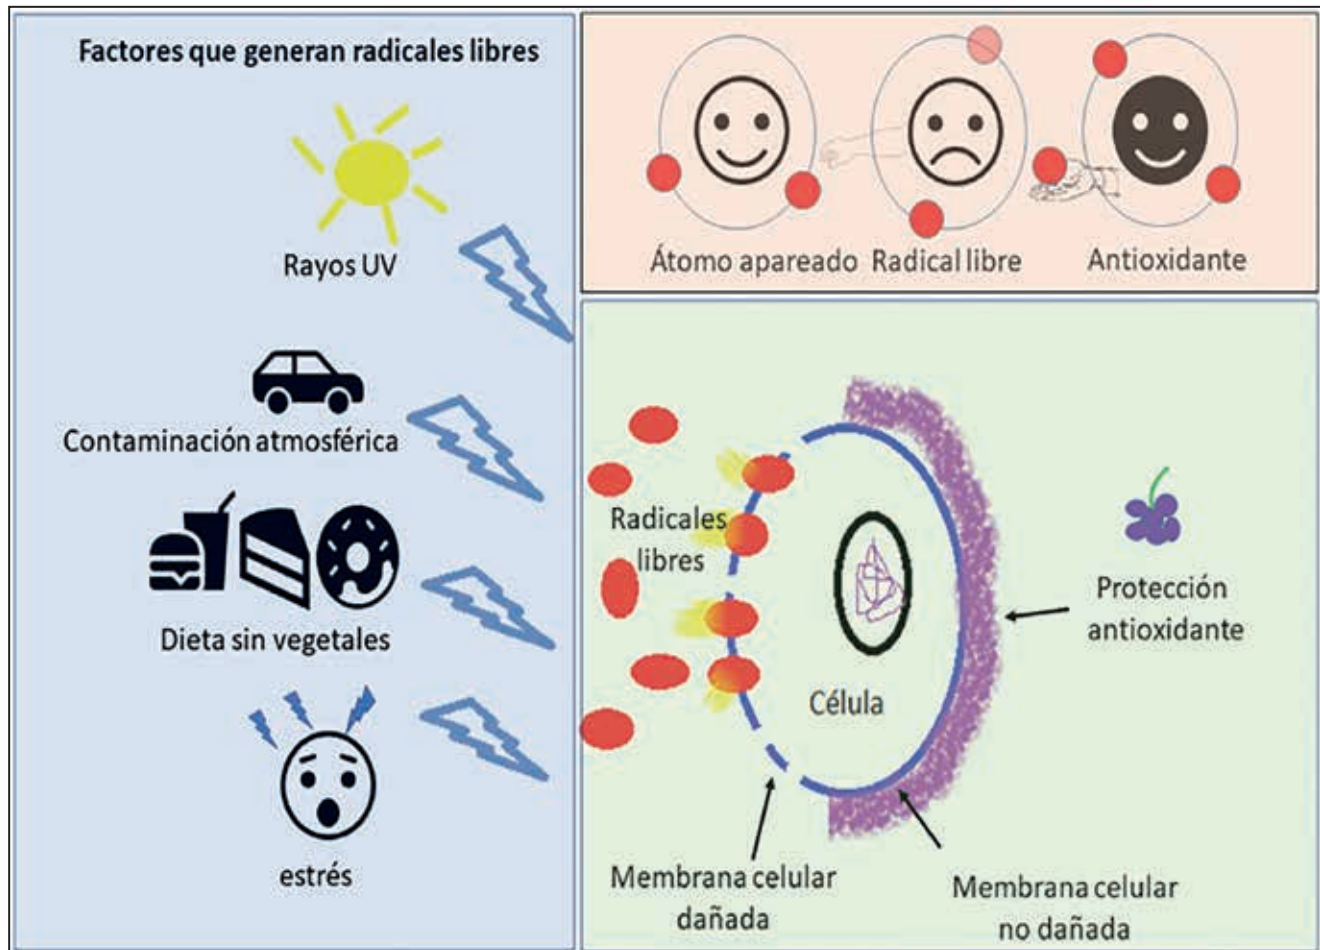 Factores que generan radicales libres
Rayos UV
Contaminación atmosférica
Dieta sin vegetales
estrés
Átomo apareado
Radical libre
Antioxidante
Radicales
libres
Célula
Protección
antioxidante
Membrana celular
dañada
Membrana celular
no dañada